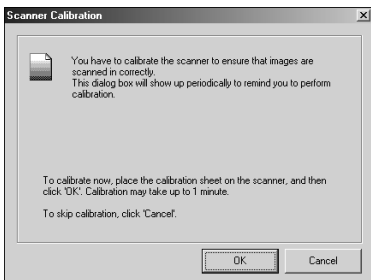 Scanner Calibration
You have to calibrate the scanner to ensure that images are
scanned in correctly.
This dialog box will show up periodically to remind you to perform
calibration.
To calibrate now, place the calibration sheet on the scanner, and then
click 'OK'. Calibration may take up to 1 minute.
To skip calibration, click 'Cancel'.
OK Cancel